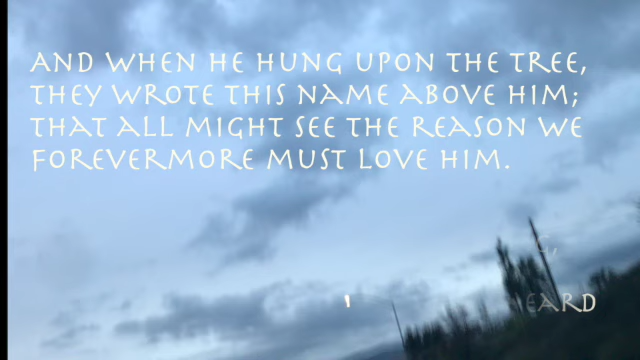 AND WHEN HE HUNG UPON THE TREE,
THEY WROTE THIS NAME ABOVE HIM;
THAT ALL MIGHT SEE THE REASON WE
FOREVERMORE MUST LOVE HIM.